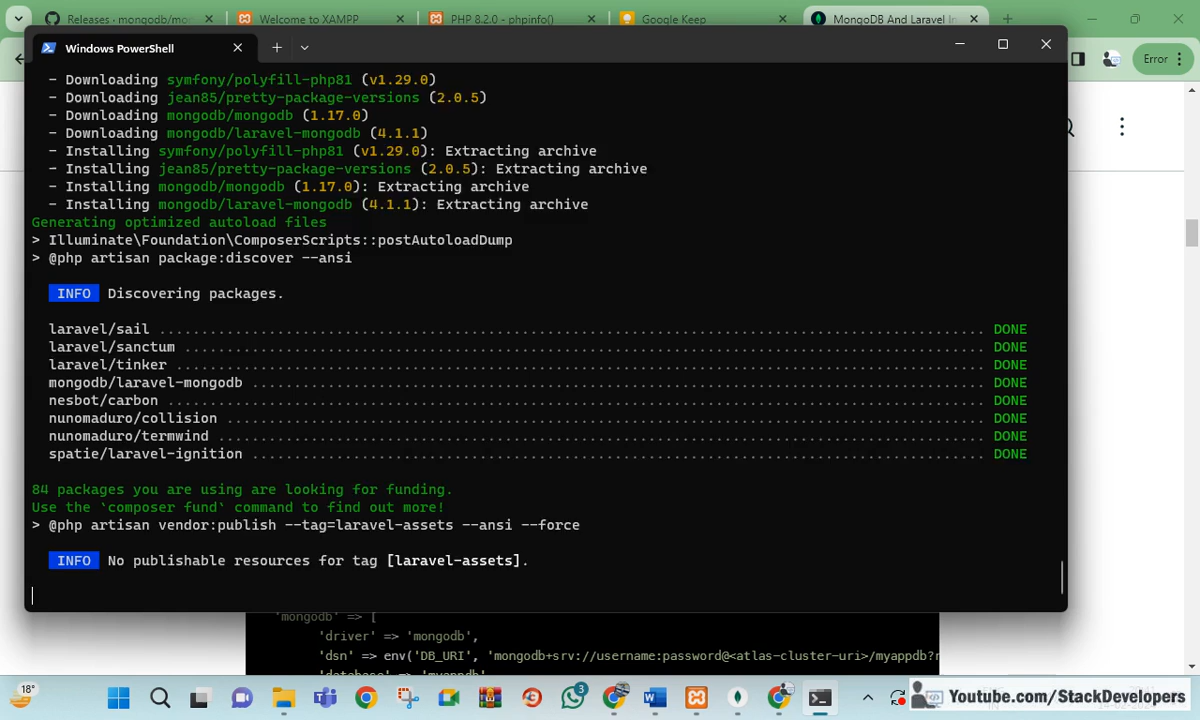 Releases - mongodb/mo
Welcome to XAMPP
PHP 8.2.0 - phpinfo()
Google Keep
MongoDB And Laravel In
Windows PowerShell
Error
- Downloading symfony/polyfill-php81 (v1.29.0)
- Downloading jean85/pretty-package-versions (2.0.5)
- Downloading mongodb/mongodb (1.17.0)
- Downloading mongodb/laravel-mongodb (4.1.1)
- Installing symfony/polyfill-php81 (v1.29.0): Extracting archive
- Installing jean85/pretty-package-versions (2.0.5): Extracting archive
- Installing mongodb/mongodb (1.17.0): Extracting archive
- Installing mongodb/laravel-mongodb (4.1.1): Extracting archive
Generating optimized autoload files
> Illuminate\Foundation\ComposerScripts::postAutoloadDump
> @php artisan package:discover --ansi
INFO Discovering packages.
laravel/sail ........................................ DONE
laravel/sanctum ........................................ DONE
laravel/tinker ........................................ DONE
mongodb/laravel-mongodb ........................................ DONE
nesbot/carbon ........................................ DONE
nunomaduro/collision ........................................ DONE
nunomaduro/termwind ........................................ DONE
spatie/laravel-ignition ........................................ DONE
84 packages you are using are looking for funding.
Use the `composer fund` command to find out more!
> @php artisan vendor:publish --tag=laravel-assets --ansi --force
INFO No publishable resources for tag [laravel-assets].
'mongodb' => [
'driver' => 'mongodb',
'dsn' => env('DB_URI', 'mongodb+srv://username:password@<atlas-cluster-uri>/myappdb?r
'database' => 'myappdb',
18°
3
Youtube.com/StackDevelopers